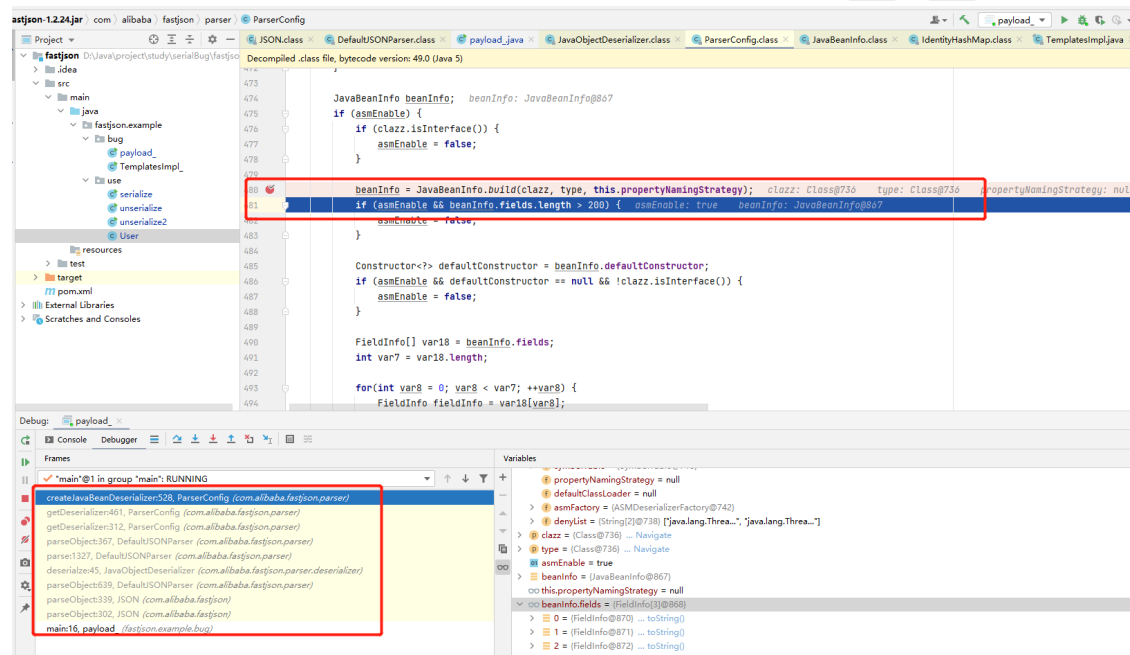 astjson-1.2.24.jar com alibaba fastjson parser ParserConfig payload_
Project
JSON.class DefaultJSONParser.class payload_.java JavaObjectDeserializer.class ParserConfig.class JavaBeanInfo.class IdentityHashMap.class TemplatesImpl.java
fastjson D:\Java\project\study\serialBug\fastjso
.idea
src
main
java
fastjson.example
bug
payload_
TemplatesImpl_
use
serialize
unserialize
unserialize2
User
resources
test
target
pom.xml
External Libraries
Scratches and Consoles
Decompiled .class file, bytecode version: 49.0 (Java 5)
472 }
473
474 JavaBeanInfo beanInfo; beanInfo: JavaBeanInfo@867
475 if (asmEnable) {
476 if (clazz.isInterface()) {
477 asmEnable = false;
478 }
479
480 beanInfo = JavaBeanInfo.build(clazz, type, this.propertyNamingStrategy); clazz: Class@736 type: Class@736 propertyNamingStrategy: null
481 if (asmEnable && beanInfo.fields.length > 200) { asmEnable: true beanInfo: JavaBeanInfo@867
482 asmEnable = false;
483 }
484
485 Constructor<?> defaultConstructor = beanInfo.defaultConstructor;
486 if (asmEnable && defaultConstructor == null && !clazz.isInterface()) {
487 asmEnable = false;
488 }
489
490 FieldInfo[] var18 = beanInfo.fields;
491 int var7 = var18.length;
492
493 for(int var8 = 0; var8 < var7; ++var8) {
494 FieldInfo fieldInfo = var18[var8];
Debug: payload_
Console Debugger
Frames
"main"@1 in group "main": RUNNING
createJavaBeanDeserializer:528, ParserConfig (com.alibaba.fastjson.parser)
getDeserializer:461, ParserConfig (com.alibaba.fastjson.parser)
getDeserializer:312, ParserConfig (com.alibaba.fastjson.parser)
parseObject:367, DefaultJSONParser (com.alibaba.fastjson.parser)
parse:1327, DefaultJSONParser (com.alibaba.fastjson.parser)
deserialze:45, JavaObjectDeserializer (com.alibaba.fastjson.parser.deserializer)
parseObject:639, DefaultJSONParser (com.alibaba.fastjson.parser)
parseObject:339, JSON (com.alibaba.fastjson)
parseObject:302, JSON (com.alibaba.fastjson)
main:16, payload_ (fastjson.example.bug)
Variables
propertyNamingStrategy = null
defaultClassLoader = null
asmFactory = {ASMDeserializerFactory@742}
denyList = {String[2]@738} ["java.lang.Threa...", "java.lang.Threa..."]
clazz = {Class@736} ... Navigate
type = {Class@736} ... Navigate
asmEnable = true
beanInfo = {JavaBeanInfo@867}
this.propertyNamingStrategy = null
beanInfo.fields = {FieldInfo[3]@868}
0 = {FieldInfo@870} ... toString()
1 = {FieldInfo@871} ... toString()
2 = {FieldInfo@872} ... toString()